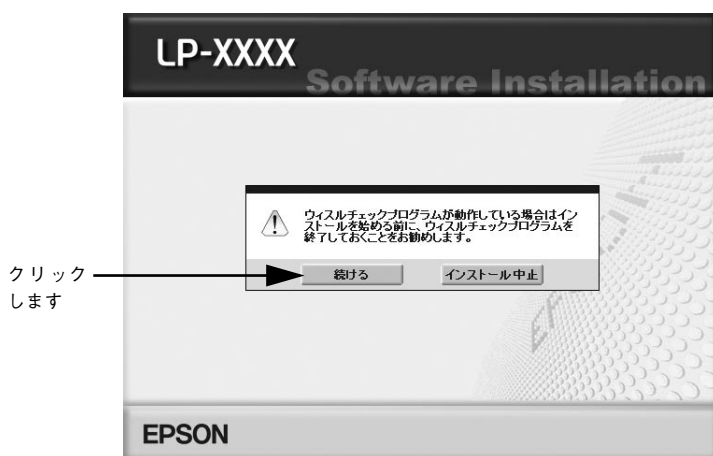 LP-XXXX
Software Installation
ウィスルチェックプログラムが動作している場合はイン
ストールを始める前に、ウィスルチェックプログラムを
終了しておくことをお勧めします。
クリック
します
続ける
インストール中止
EPSON
EPSON